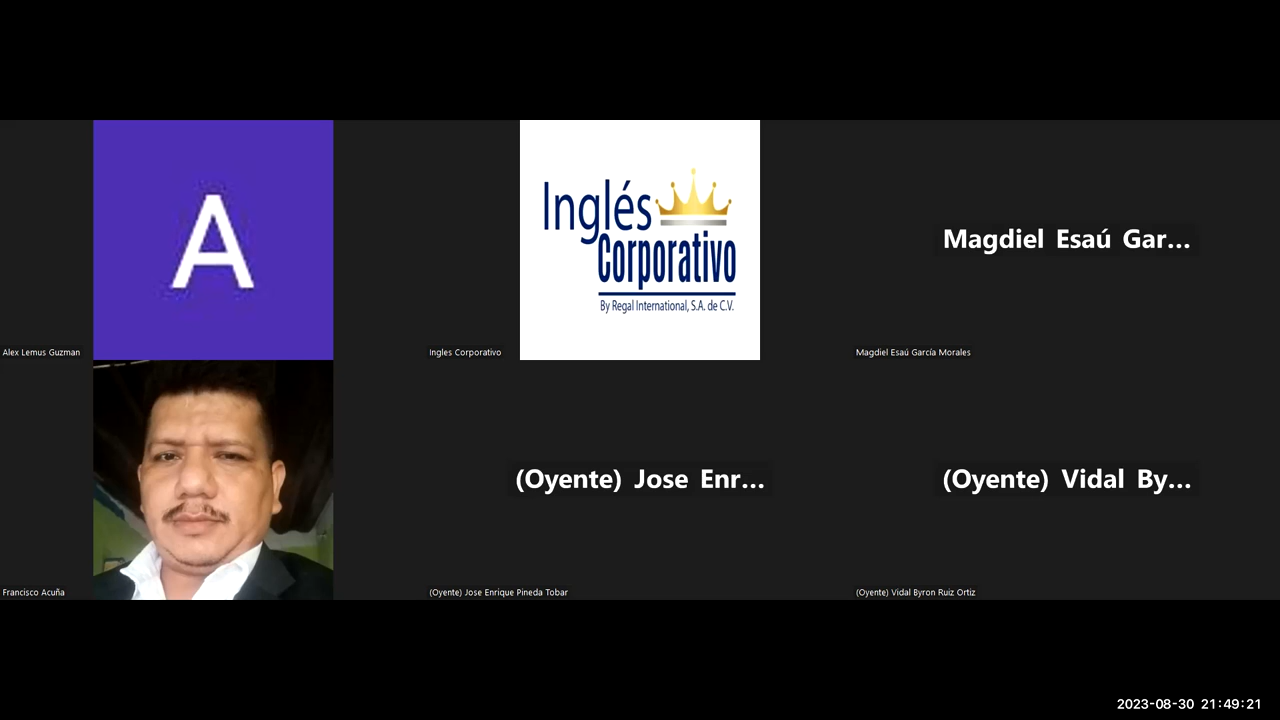 A
Alex Lemus Guzman
Inglés
Corporativo
By Regal International, S.A. de C.V.
Ingles Corporativo
Magdiel Esaú Gar...
Magdiel Esaú García Morales
Francisco Acuña
(Oyente) Jose Enr...
(Oyente) Jose Enrique Pineda Tobar
(Oyente) Vidal By...
(Oyente) Vidal Byron Ruiz Ortiz
2023-08-30 21:49:21